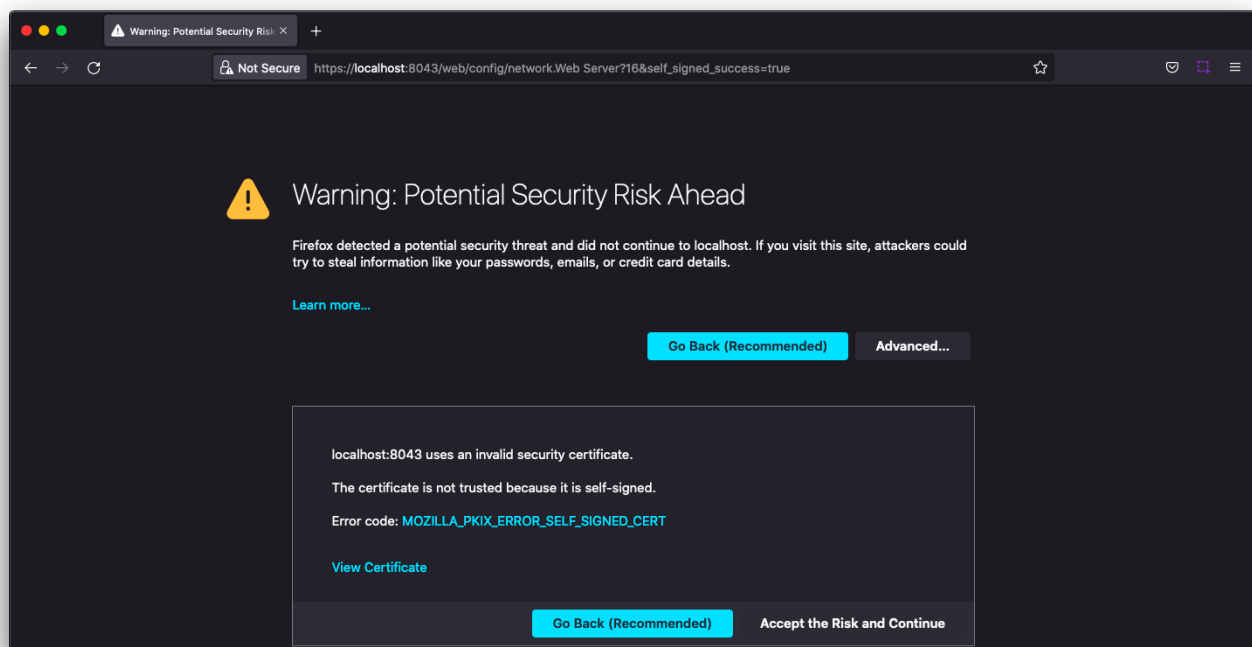 Warning: Potential Security Risk
Not Secure https://localhost:8043/web/config/network.Web Server?16&self_signed_success=true
Warning: Potential Security Risk Ahead
Firefox detected a potential security threat and did not continue to localhost. If you visit this site, attackers could
try to steal information like your passwords, emails, or credit card details.
Learn more...
Go Back (Recommended) Advanced...
localhost:8043 uses an invalid security certificate.
The certificate is not trusted because it is self-signed.
Error code: MOZILLA_PKIX_ERROR_SELF_SIGNED_CERT
View Certificate
Go Back (Recommended) Accept the Risk and Continue